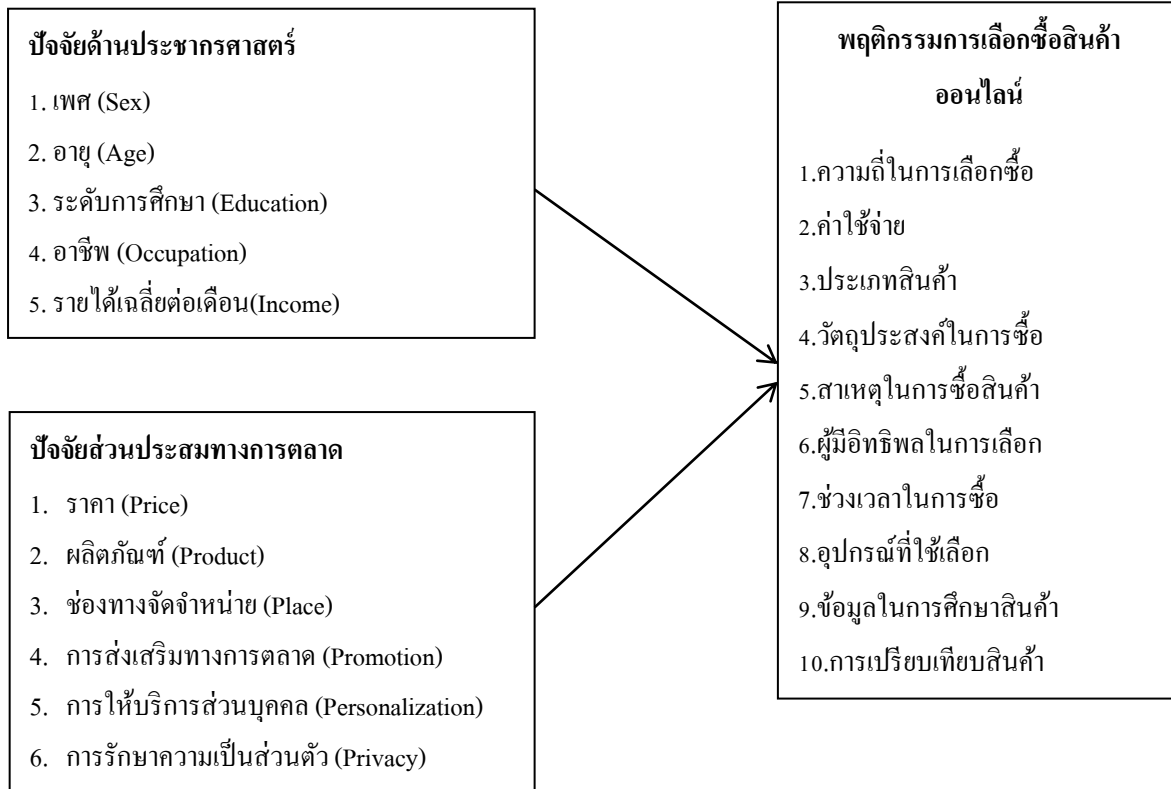 ปัจจัยด้านประชากรศาสตร์
1. เพศ (Sex)
2. อายุ (Age)
3. ระดับการศึกษา (Education)
4. อาชีพ (Occupation)
5. รายได้เฉลี่ยต่อเดือน(Income)
ปัจจัยส่วนประสมทางการตลาด
1. ราคา (Price)
2. ผลิตภัณฑ์ (Product)
3. ช่องทางจัดจำหน่าย (Place)
4. การส่งเสริมทางการตลาด (Promotion)
5. การให้บริการส่วนบุคคล (Personalization)
6. การรักษาความเป็นส่วนตัว (Privacy)
พฤติกรรมการเลือกซื้อสินค้า
ออนไลน์
1.ความถี่ในการเลือกซื้อ
2.ค่าใช้จ่าย
3.ประเภทสินค้า
4.วัตถุประสงค์ในการซื้อ
5.สาเหตุในการซื้อสินค้า
6.ผู้มีอิทธิพลในการเลือก
7.ช่วงเวลาในการซื้อ
8.อุปกรณ์ที่ใช้เลือก
9.ข้อมูลในการศึกษาสินค้า
10.การเปรียบเทียบสินค้า